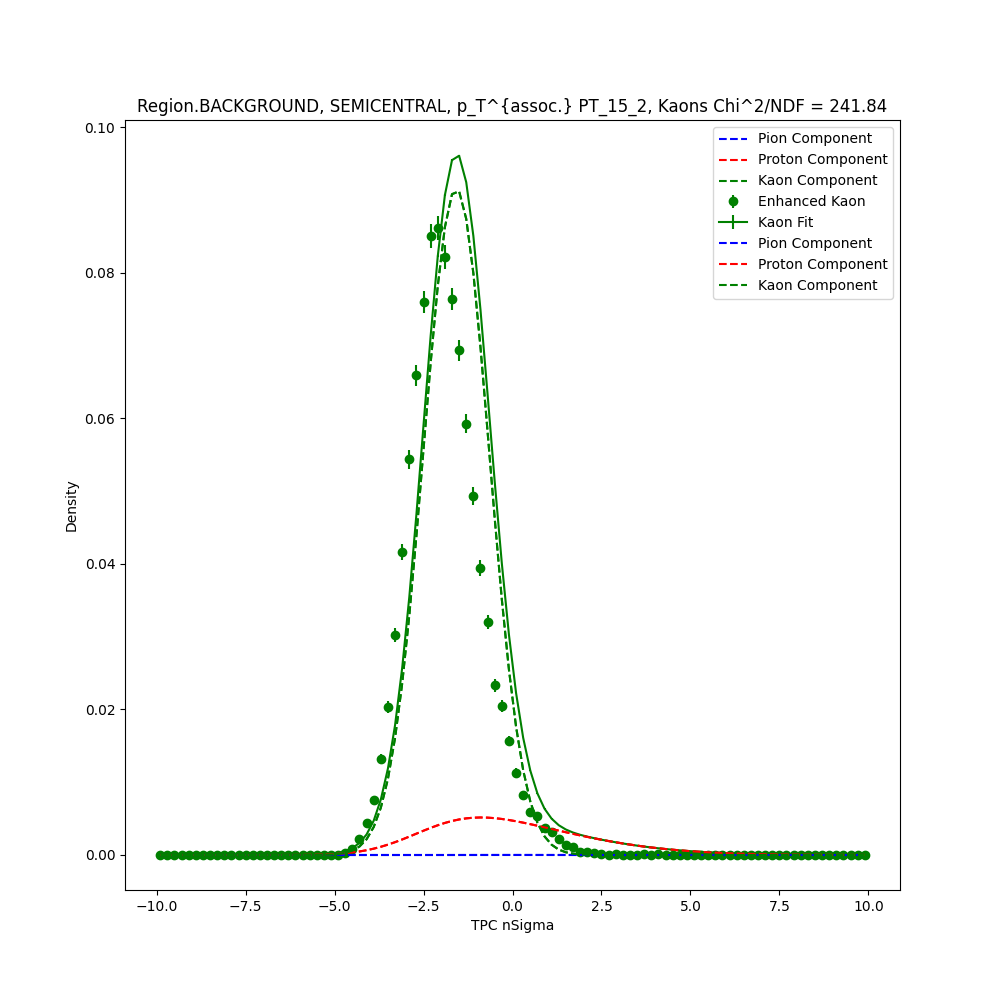 Region.BACKGROUND, SEMICENTRAL, p_T^{assoc.} PT_15_2, Kaons Chi^2/NDF = 241.84
Pion Component
Proton Component
Kaon Component
Enhanced Kaon
Kaon Fit
Pion Component
Proton Component
Kaon Component
0.10
0.08
0.06
0.04
0.02
0.00
Density
−10.0 −7.5 −5.0 −2.5 0.0 2.5 5.0 7.5 10.0
TPC nSigma